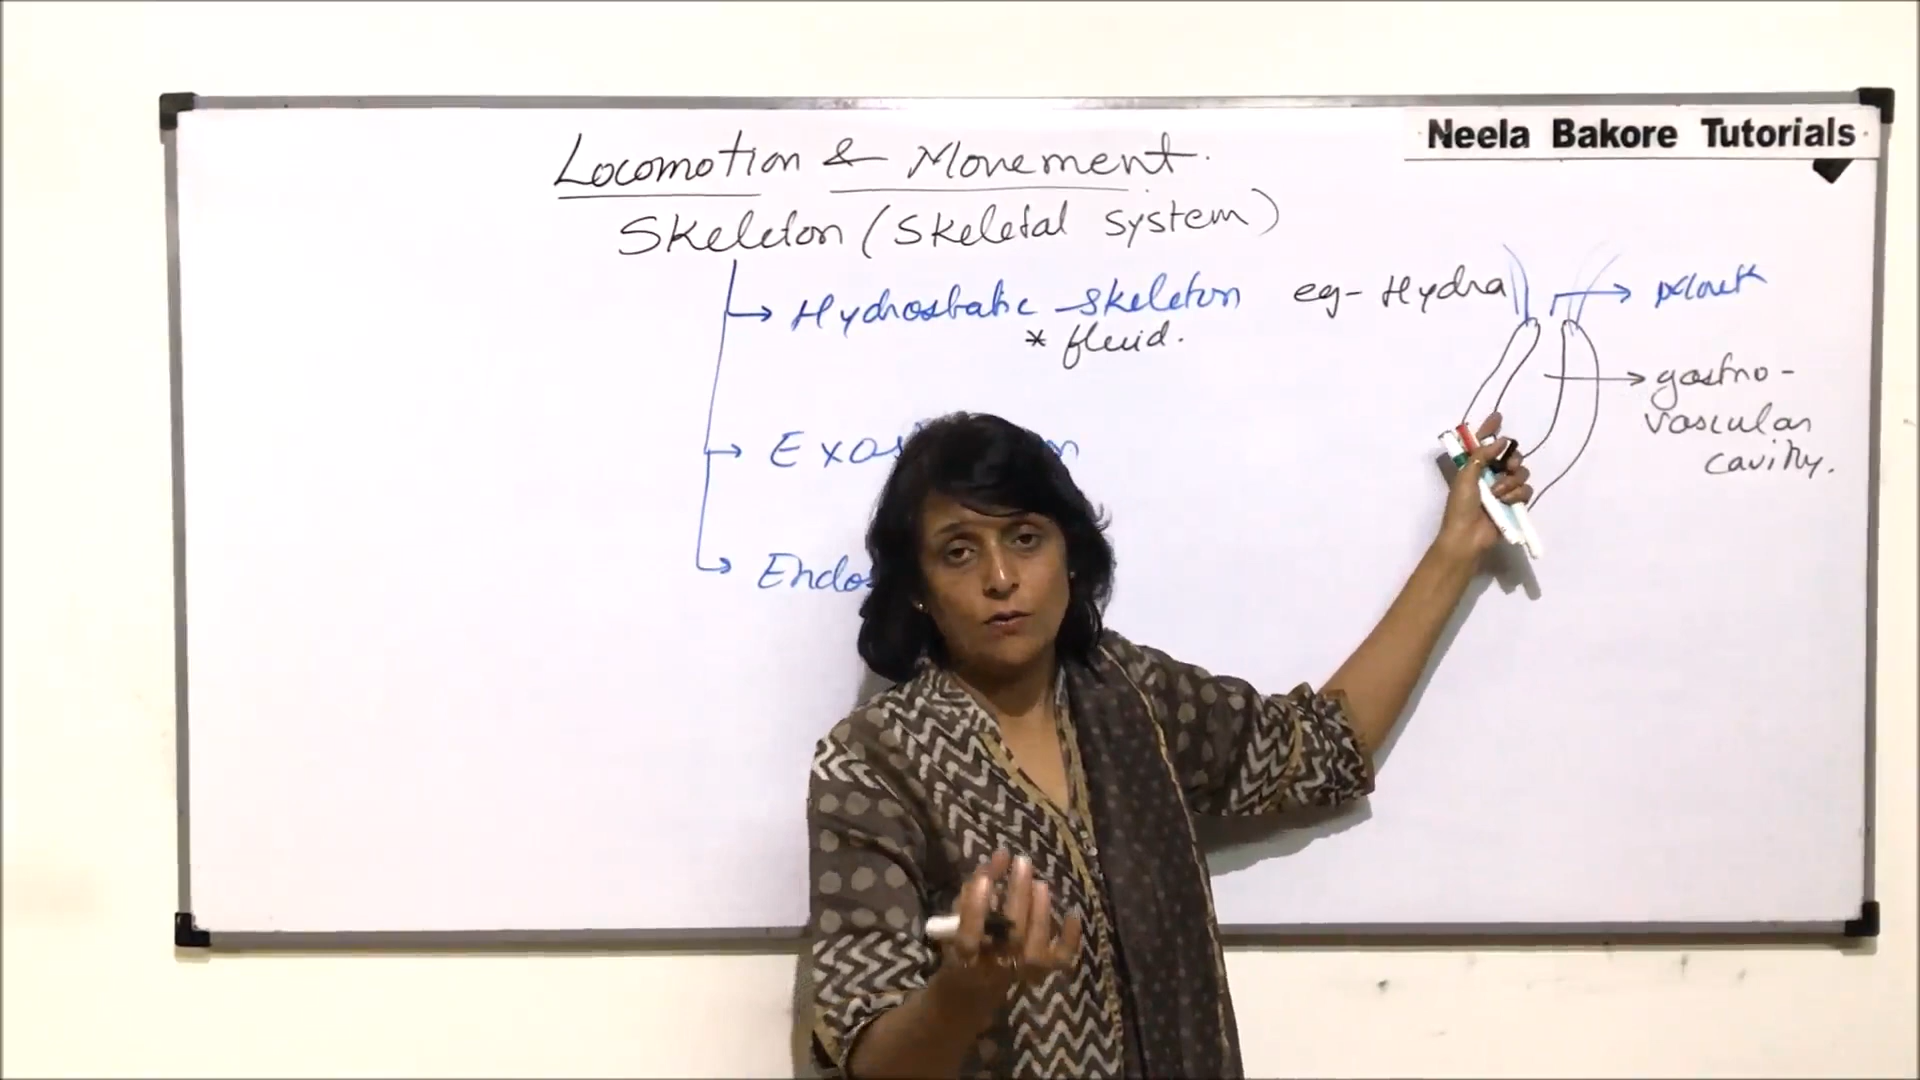 Neela Bakore Tutorials
Locomotion & Movement.
Skeleton (Skeletal system)
Hydrostatic skeleton eg- Hydra
* fluid.
Mouth
gastro-
vascular
cavity.